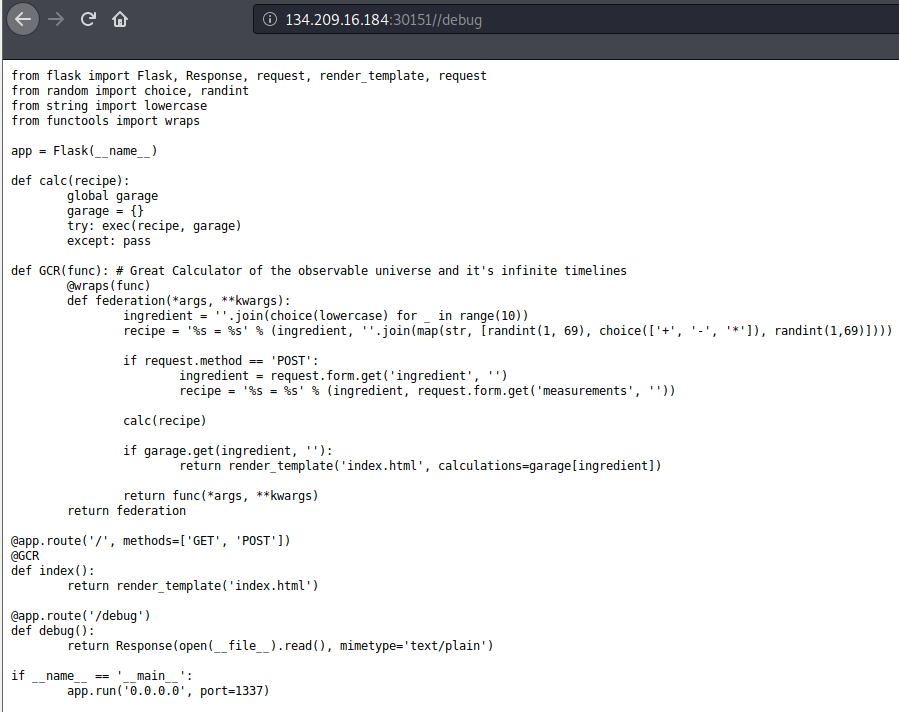 134.209.16.184:30151//debug
from flask import Flask, Response, request, render_template, request
from random import choice, randint
from string import lowercase
from functools import wraps
app = Flask(__name__)
def calc(recipe):
global garage
garage = {}
try: exec(recipe, garage)
except: pass
def GCR(func): # Great Calculator of the observable universe and it's infinite timelines
@wraps(func)
def federation(*args, **kwargs):
ingredient = ''.join(choice(lowercase) for _ in range(10))
recipe = '%s = %s' % (ingredient, ''.join(map(str, [randint(1, 69), choice(['+', '-', '*']), randint(1,69)])))
if request.method == 'POST':
ingredient = request.form.get('ingredient', '')
recipe = '%s = %s' % (ingredient, request.form.get('measurements', ''))
calc(recipe)
if garage.get(ingredient, ''):
return render_template('index.html', calculations=garage[ingredient])
return func(*args, **kwargs)
return federation
@app.route('/', methods=['GET', 'POST'])
@GCR
def index():
return render_template('index.html')
@app.route('/debug')
def debug():
return Response(open(__file__).read(), mimetype='text/plain')
if __name__ == '__main__':
app.run('0.0.0.0', port=1337)